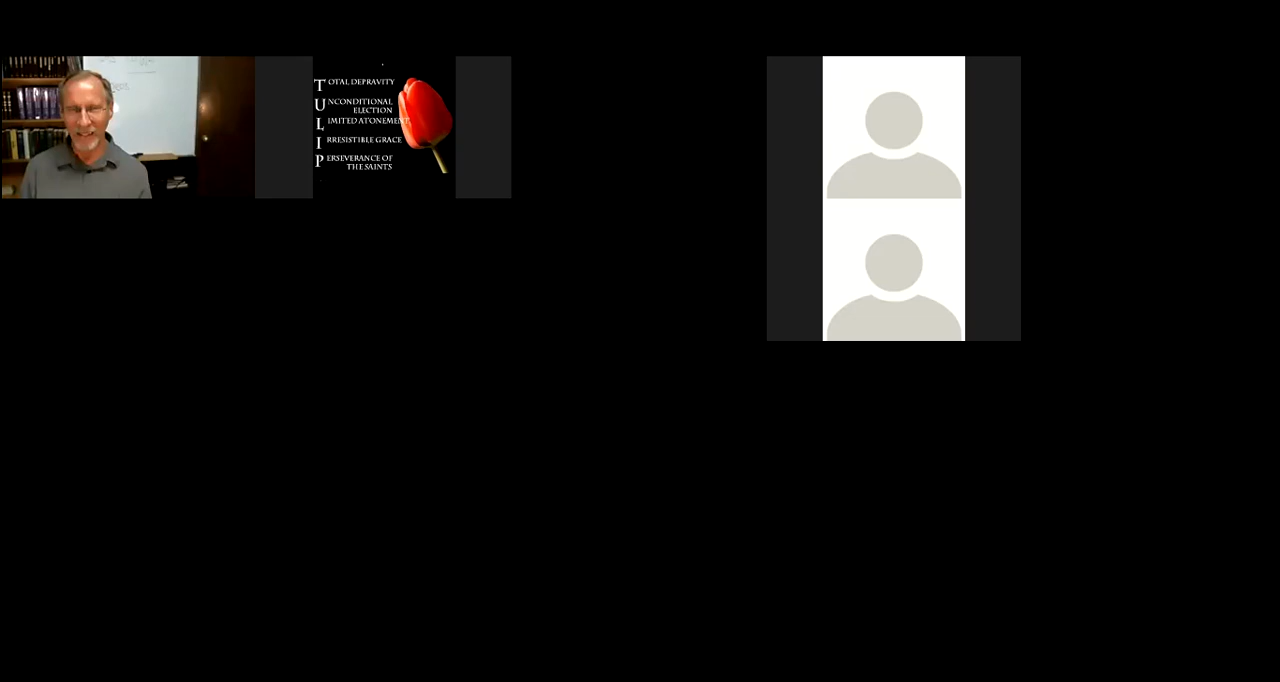 TOTAL DEPRAVITY
UNCONDITIONAL
ELECTION
LIMITED ATONEMENT
IRRESISTIBLE GRACE
PERSEVERANCE OF
THE SAINTS